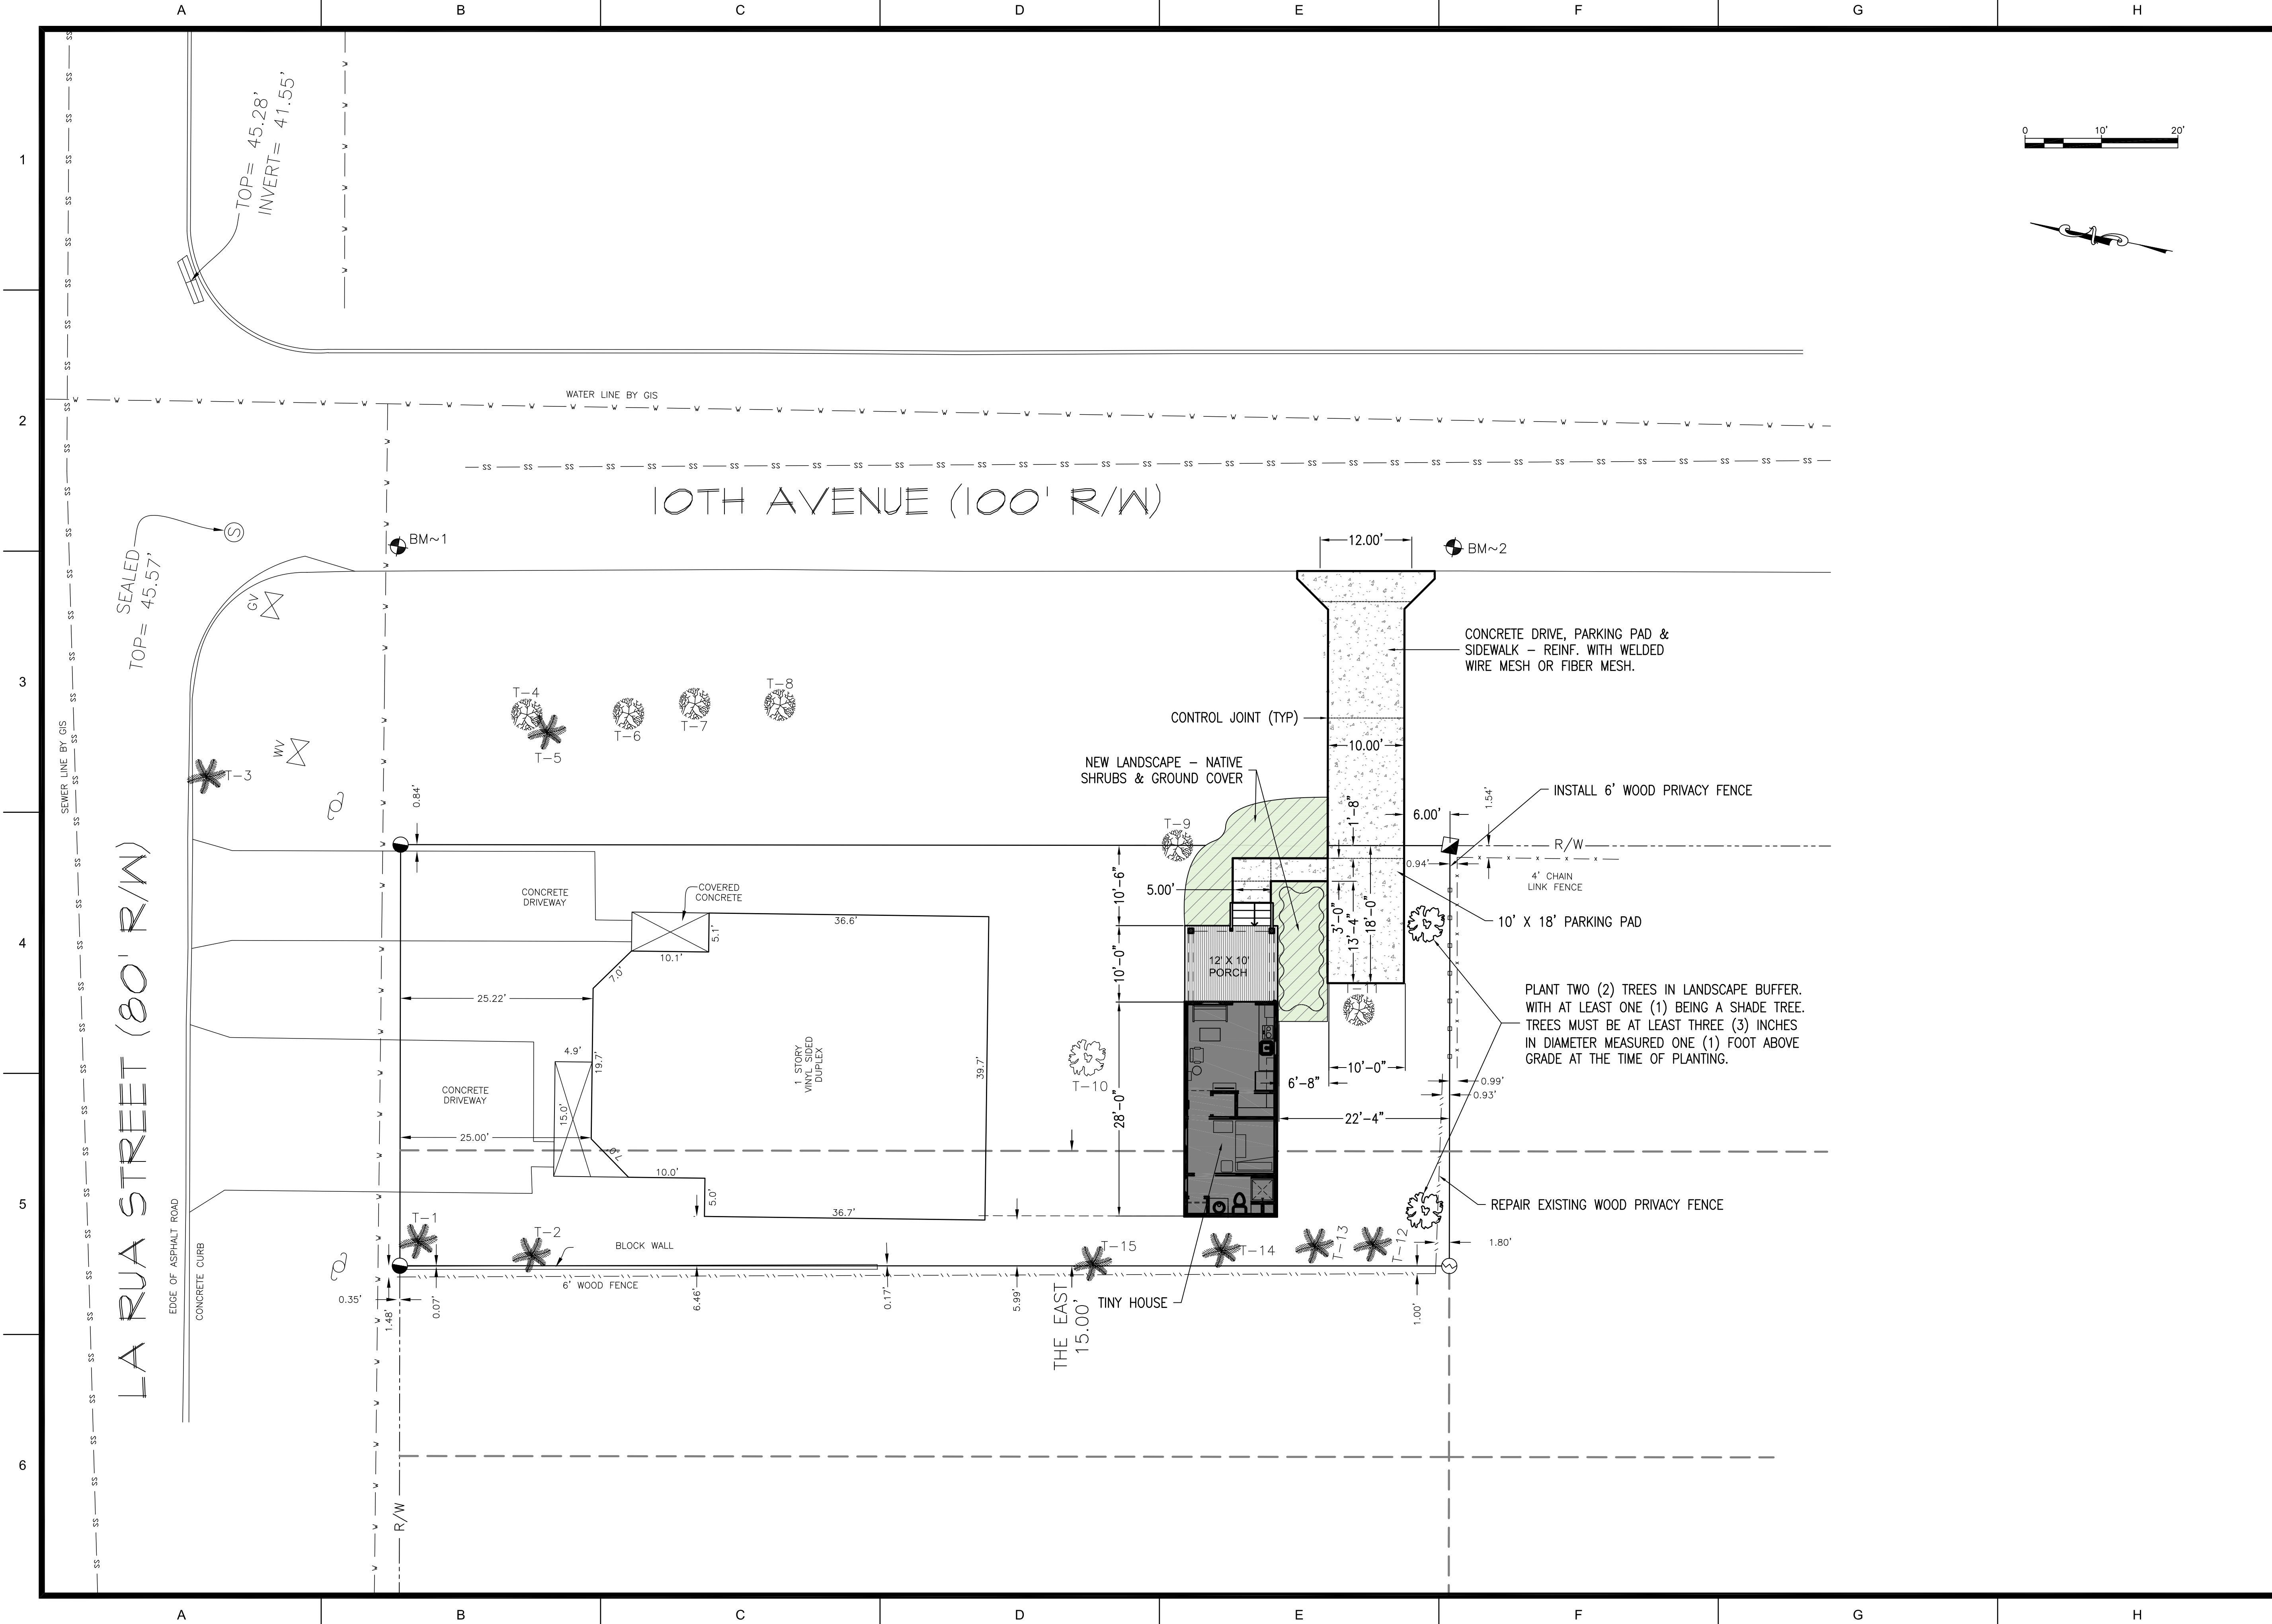 A B C D E F G H
1
2
3
4
5
6
0 10' 20'
TOP= 45.28'
INVERT= 41.55'
WATER LINE BY GIS
10TH AVENUE (100' R/W)
BM~1
BM~2
SEALED
TOP= 45.57'
GV
WV
SEWER LINE BY GIS
LA RUA STREET (80' R/W)
EDGE OF ASPHALT ROAD
CONCRETE CURB
12.00'
CONCRETE DRIVE, PARKING PAD &
SIDEWALK – REINF. WITH WELDED
WIRE MESH OR FIBER MESH.
CONTROL JOINT (TYP)
10.00'
NEW LANDSCAPE – NATIVE
SHRUBS & GROUND COVER
T-3
T-4
T-5
T-6
T-7
T-8
T-9
0.84'
1'-8"
6.00'
1.54'
INSTALL 6' WOOD PRIVACY FENCE
R/W
0.94'
4' CHAIN
LINK FENCE
10' X 18' PARKING PAD
CONCRETE
DRIVEWAY
COVERED
CONCRETE
36.6'
5.1'
10.1'
7.0'
25.22'
4.9'
19.7'
15.0'
1 STORY
VINYL SIDED
DUPLEX
39.7'
CONCRETE
DRIVEWAY
25.00'
7.0'
10.0'
5.0'
36.7'
10'-6"
5.00'
10'-0"
12' X 10'
PORCH
3'-0"
13'-4"
18'-0"
T-11
T-10
28'-0"
6'-8"
10'-0"
22'-4"
PLANT TWO (2) TREES IN LANDSCAPE BUFFER.
WITH AT LEAST ONE (1) BEING A SHADE TREE.
TREES MUST BE AT LEAST THREE (3) INCHES
IN DIAMETER MEASURED ONE (1) FOOT ABOVE
GRADE AT THE TIME OF PLANTING.
0.99'
0.93'
REPAIR EXISTING WOOD PRIVACY FENCE
1.80'
T-1
T-2
BLOCK WALL
6' WOOD FENCE
T-15
T-14
T-13
T-12
0.35'
1.48'
0.07'
6.46'
0.17'
5.99'
THE EAST
15.00'
TINY HOUSE
1.00'
R/W
A B C D E F G H